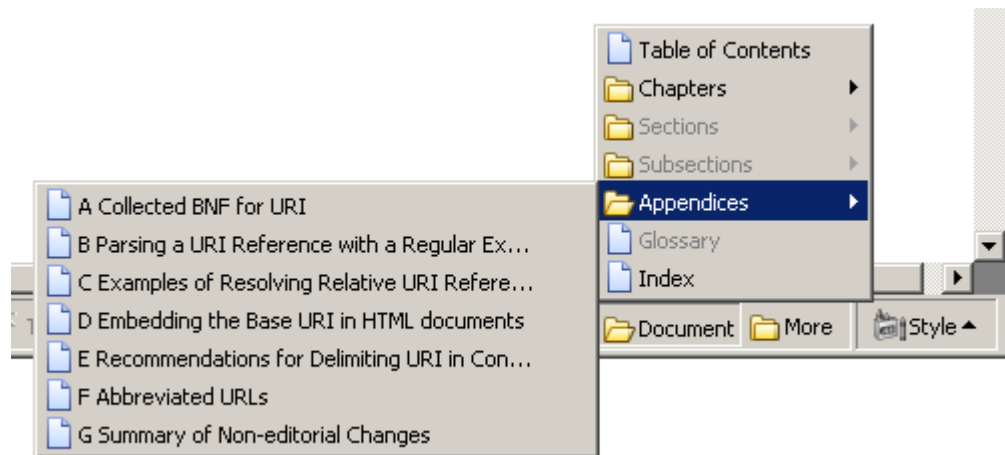 Table of Contents
Chapters
Sections
Subsections
Appendices
Glossary
Index
A Collected BNF for URI
B Parsing a URI Reference with a Regular Ex...
C Examples of Resolving Relative URI Refere...
D Embedding the Base URI in HTML documents
E Recommendations for Delimiting URI in Con...
F Abbreviated URLs
G Summary of Non-editorial Changes
Document
More
Style